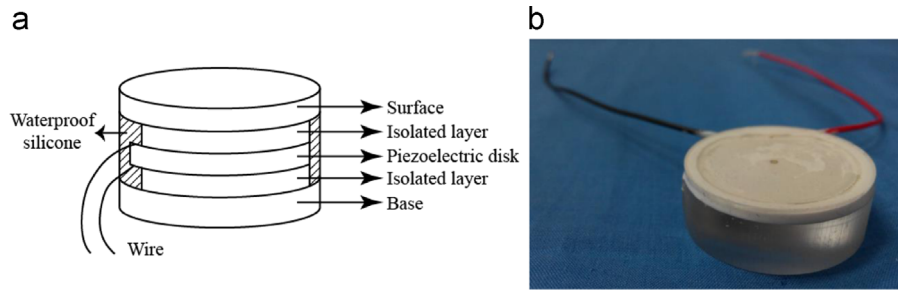 a
b
Surface
Waterproof
silicone
Isolated layer
Piezoelectric disk
Isolated layer
Base
Wire